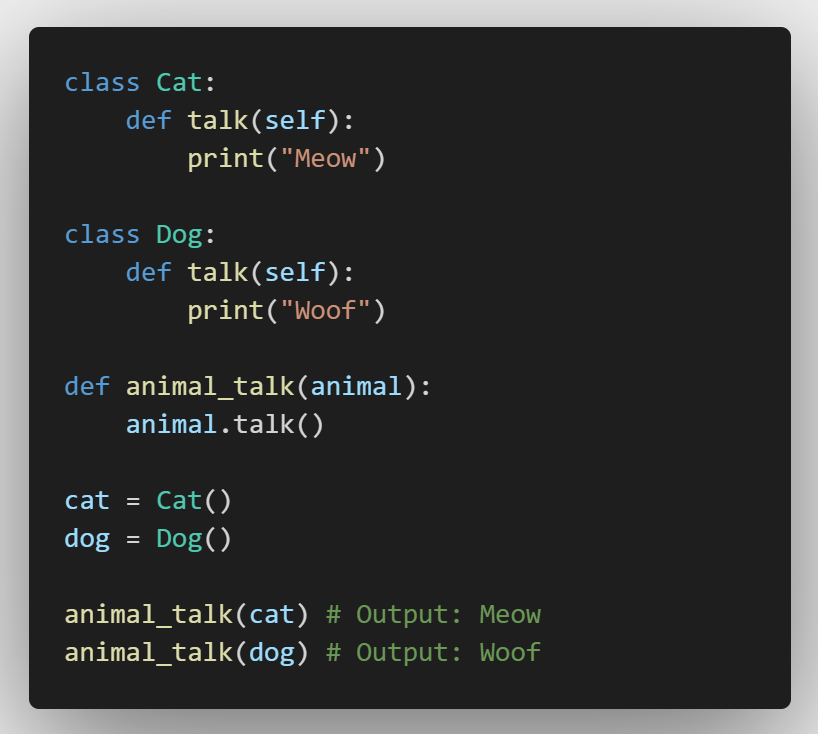 class Cat:
    def talk(self):
        print("Meow")

class Dog:
    def talk(self):
        print("Woof")

def animal_talk(animal):
    animal.talk()

cat = Cat()
dog = Dog()

animal_talk(cat) # Output: Meow
animal_talk(dog) # Output: Woof